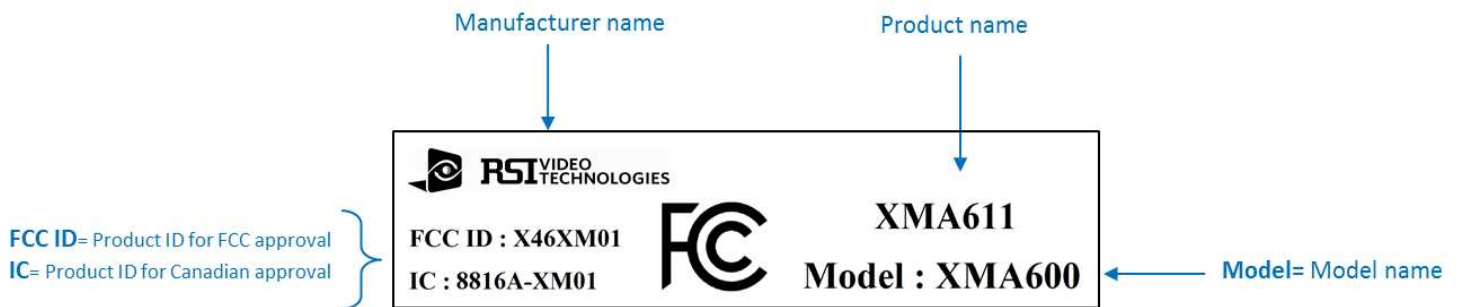 Manufacturer name
Product name
RSI VIDEO TECHNOLOGIES
FCC ID= Product ID for FCC approval
IC= Product ID for Canadian approval
FCC ID : X46XM01
IC : 8816A-XM01
FC
XMA611
Model : XMA600
Model= Model name